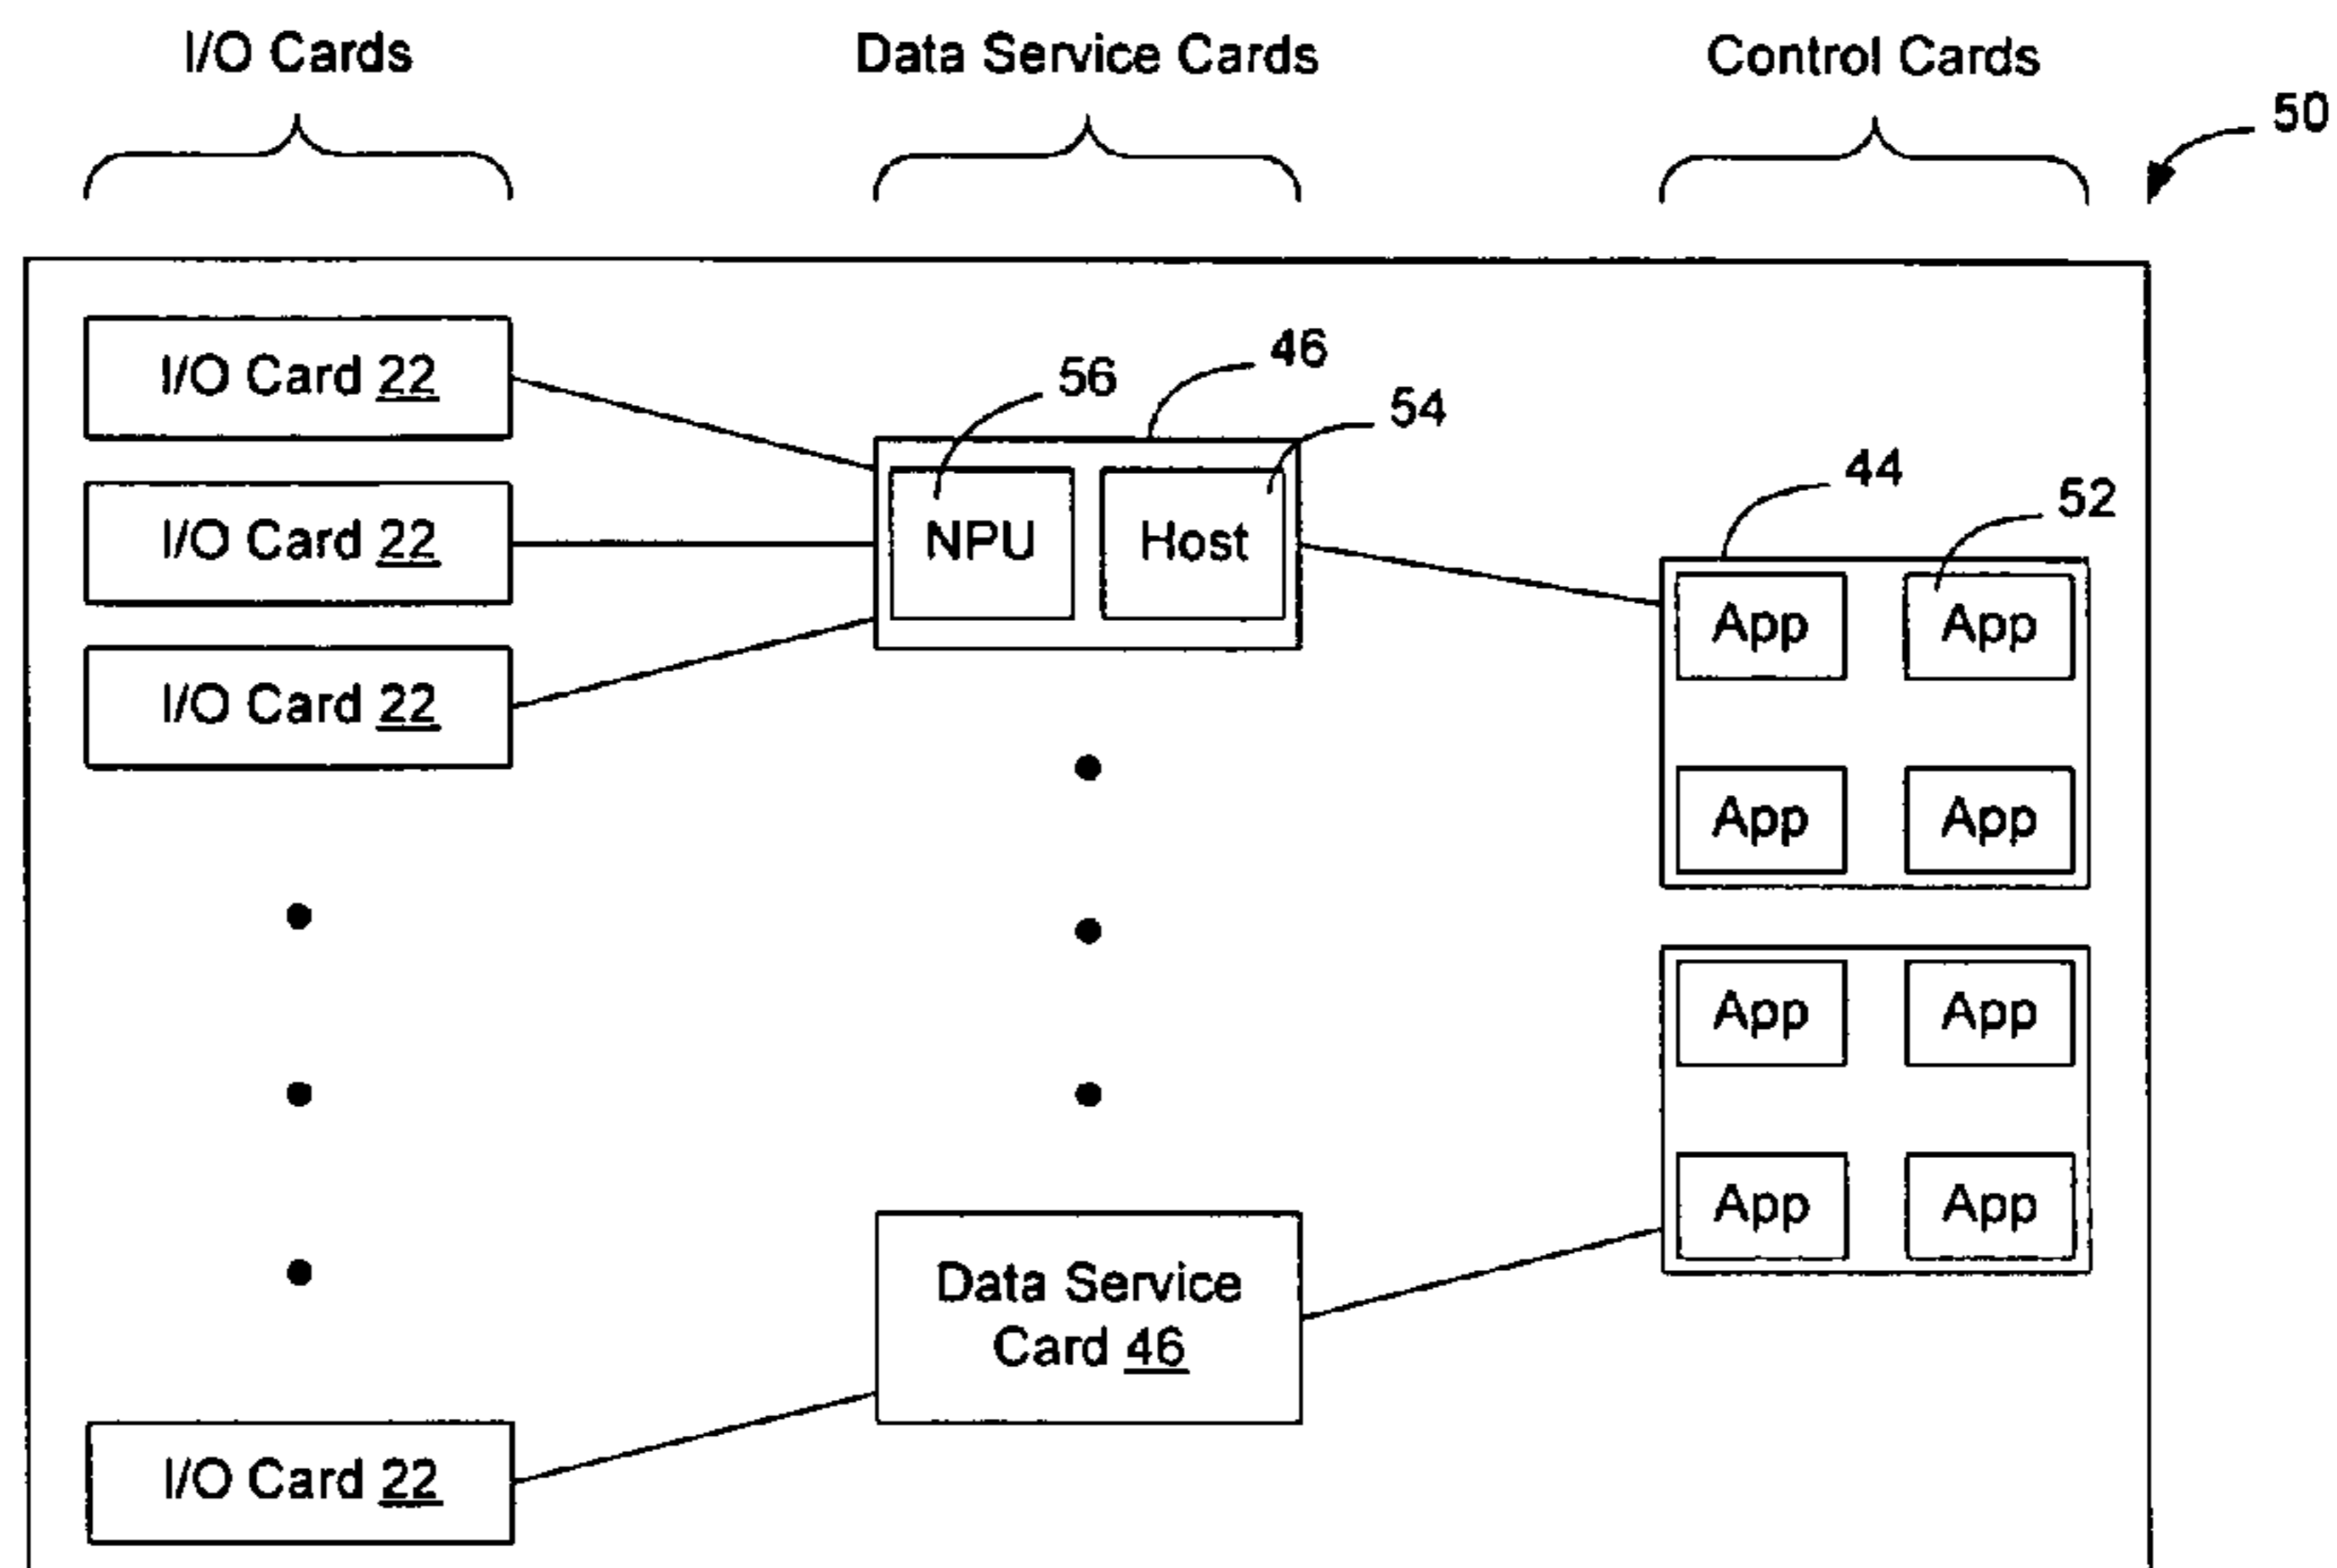 I/O Cards
Data Service Cards
Control Cards
50
I/O Card 22
46
56
54
I/O Card 22
NPU
Host
44
52
I/O Card 22
App
App
App
App
App
App
App
App
Data Service
Card 46
I/O Card 22